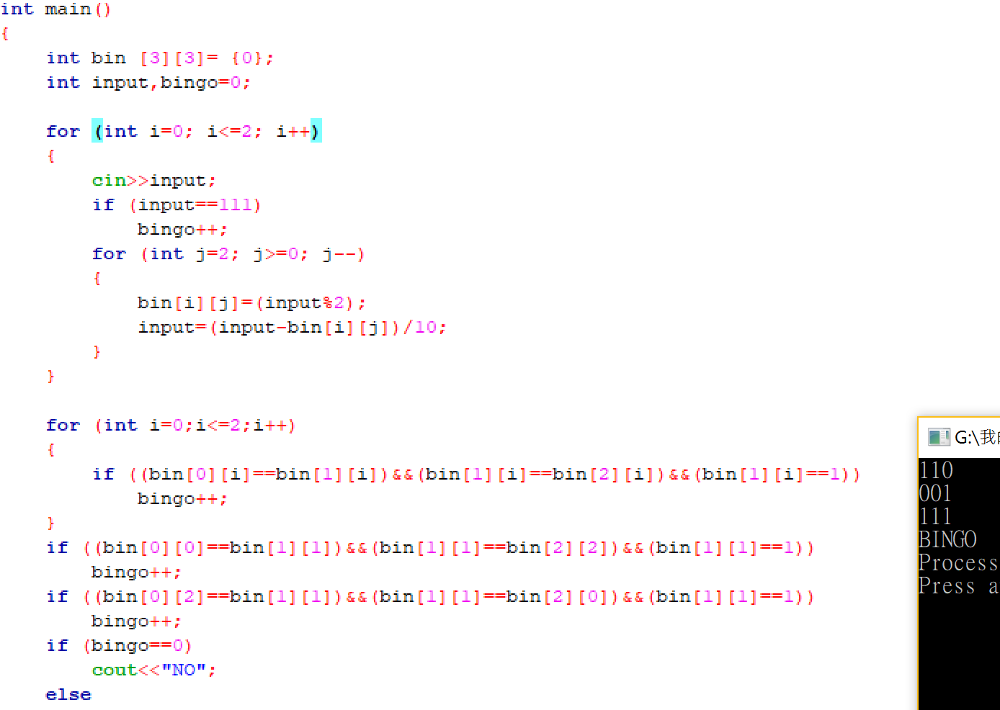 int main()
{
    int bin [3][3]= {0};
    int input,bingo=0;

    for (int i=0; i<=2; i++)
    {
        cin>>input;
        if (input==111)
            bingo++;
        for (int j=2; j>=0; j--)
        {
            bin[i][j]=(input%2);
            input=(input-bin[i][j])/10;
        }
    }

    for (int i=0;i<=2;i++)
    {
        if ((bin[0][i]==bin[1][i])&&(bin[1][i]==bin[2][i])&&(bin[1][i]==1))
            bingo++;
    }
    if ((bin[0][0]==bin[1][1])&&(bin[1][1]==bin[2][2])&&(bin[1][1]==1))
        bingo++;
    if ((bin[0][2]==bin[1][1])&&(bin[1][1]==bin[2][0])&&(bin[1][1]==1))
        bingo++;
    if (bingo==0)
        cout<<"NO";
    else
G:\我
110
001
111
BINGO
Process
Press a